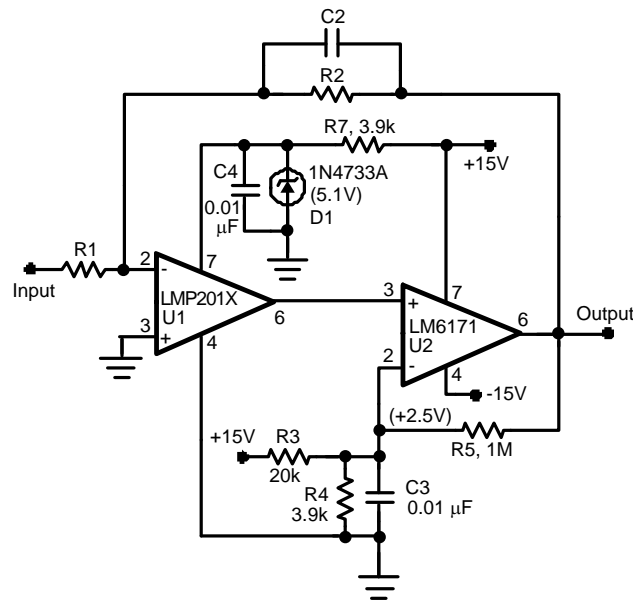 C2
R2
R7, 3.9k
+15V
C4
0.01
μF
1N4733A
(5.1V)
D1
R1
Input
2
-
7
LMP201X
U1
3
+
4
6
3
+
7
LM6171
U2
2
-
4
6
Output
-15V
(+2.5V)
R5, 1M
+15V
R3
20k
R4
3.9k
C3
0.01 μF